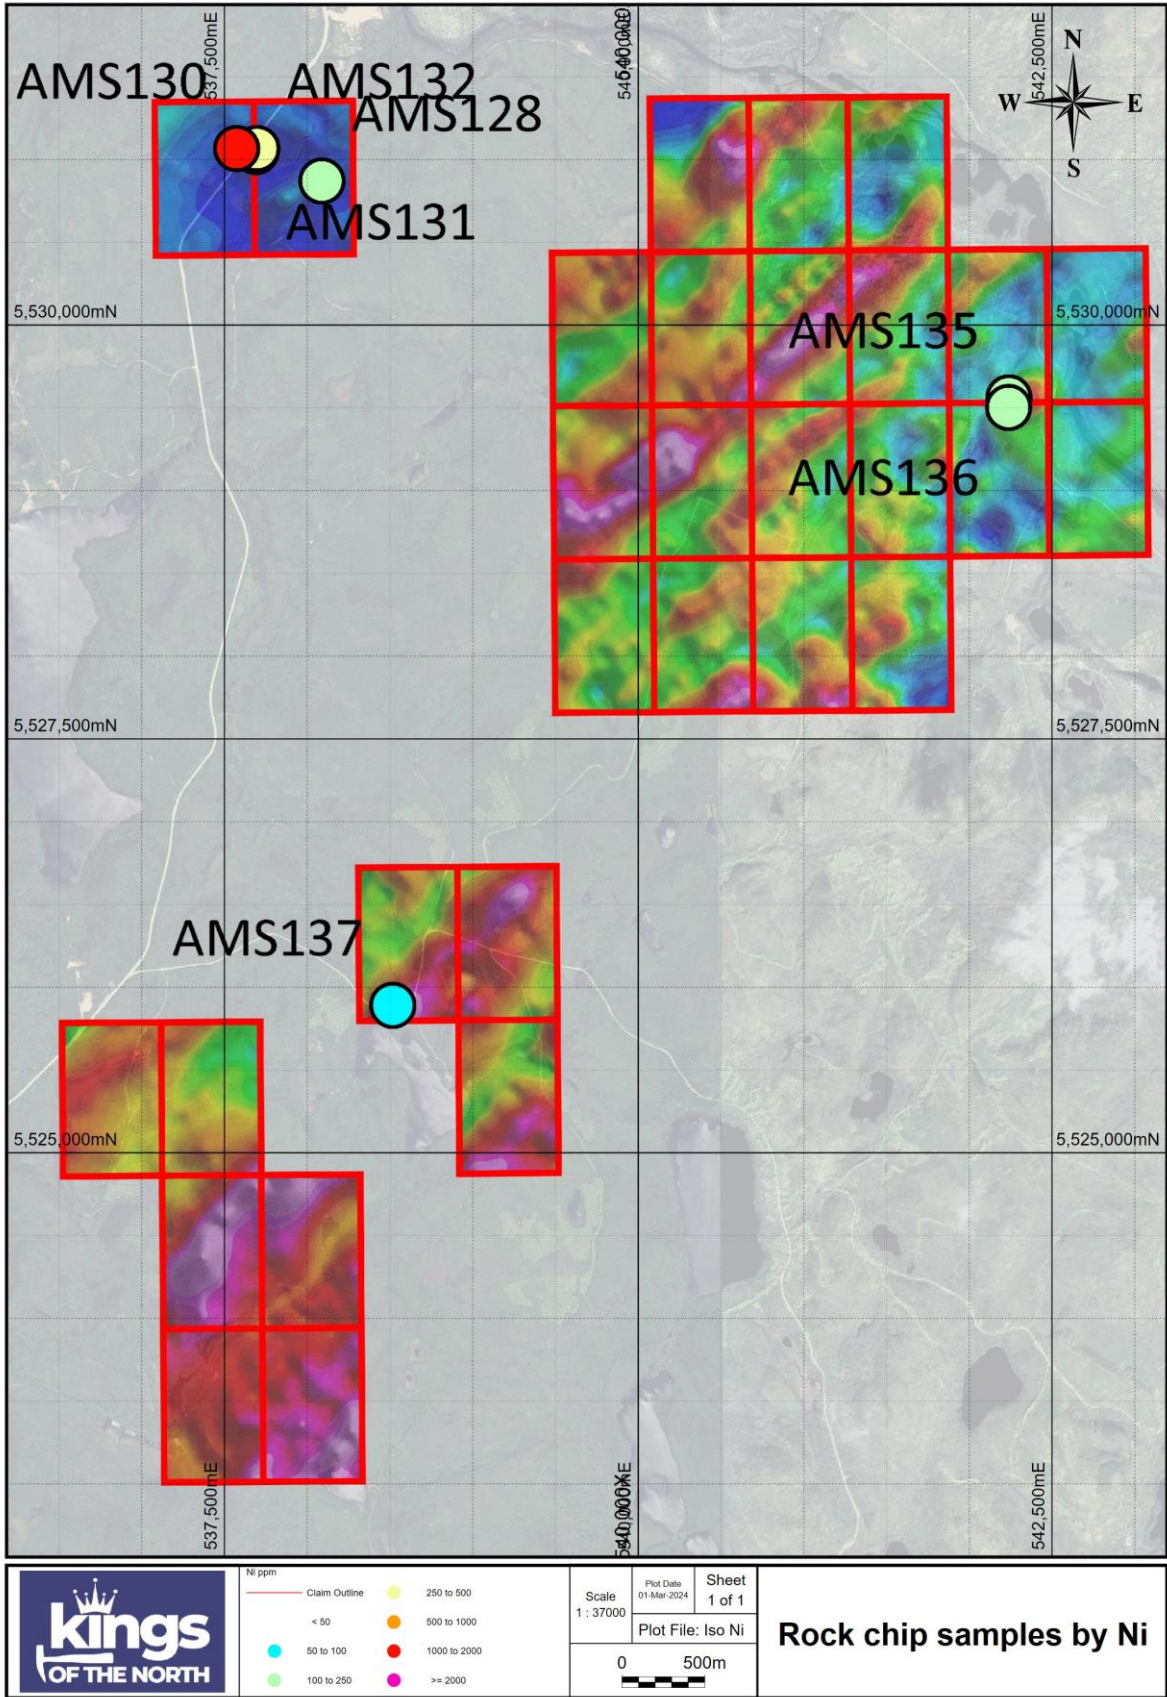 537,500mE
540,000mE
542,500mE
N
W
E
S
AMS130
AMS132
AMS128
AMS131
5,530,000mN
5,530,000mN
AMS135
AMS136
5,527,500mN
5,527,500mN
AMS137
5,525,000mN
5,525,000mN
537,500mE
542,500mE
kings
OF THE NORTH
Ni ppm
Claim Outline
< 50
50 to 100
100 to 250
250 to 500
500 to 1000
1000 to 2000
>= 2000
Scale
1 : 37000
Plot Date
01-Mar-2024
Sheet
1 of 1
Plot File: Iso Ni
0 500m
Rock chip samples by Ni